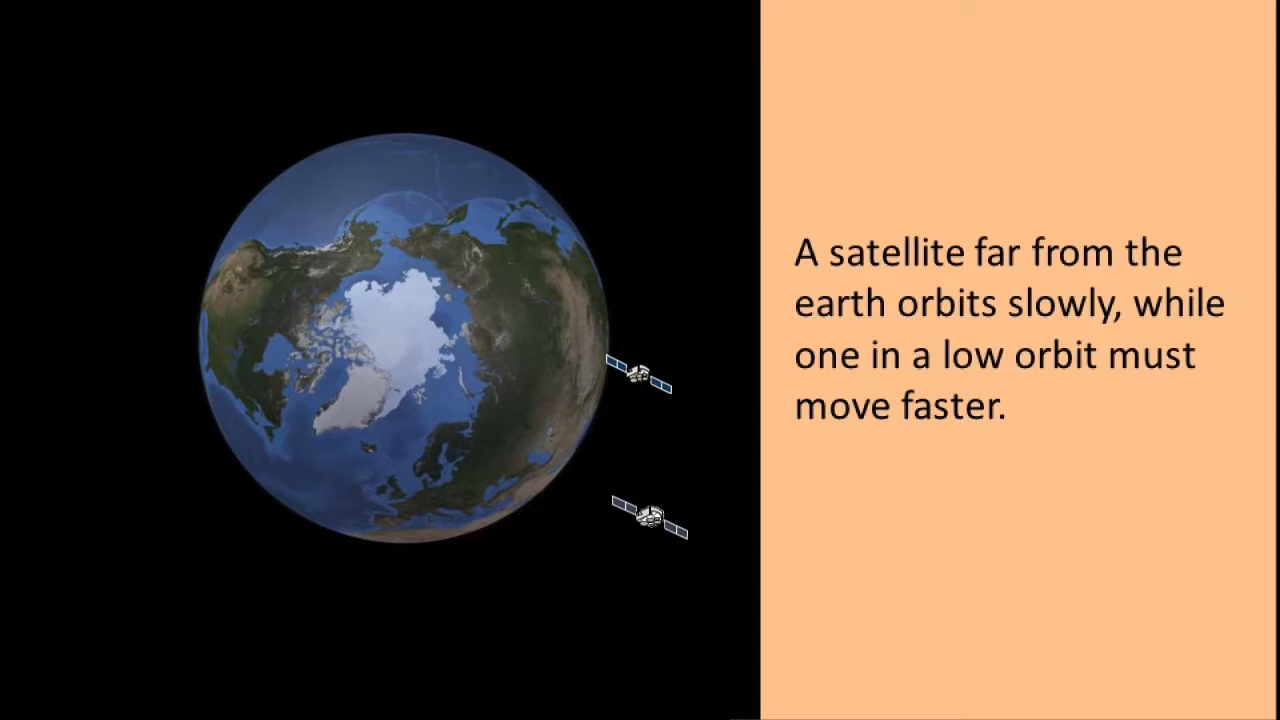 A satellite far from the
earth orbits slowly, while
one in a low orbit must
move faster.